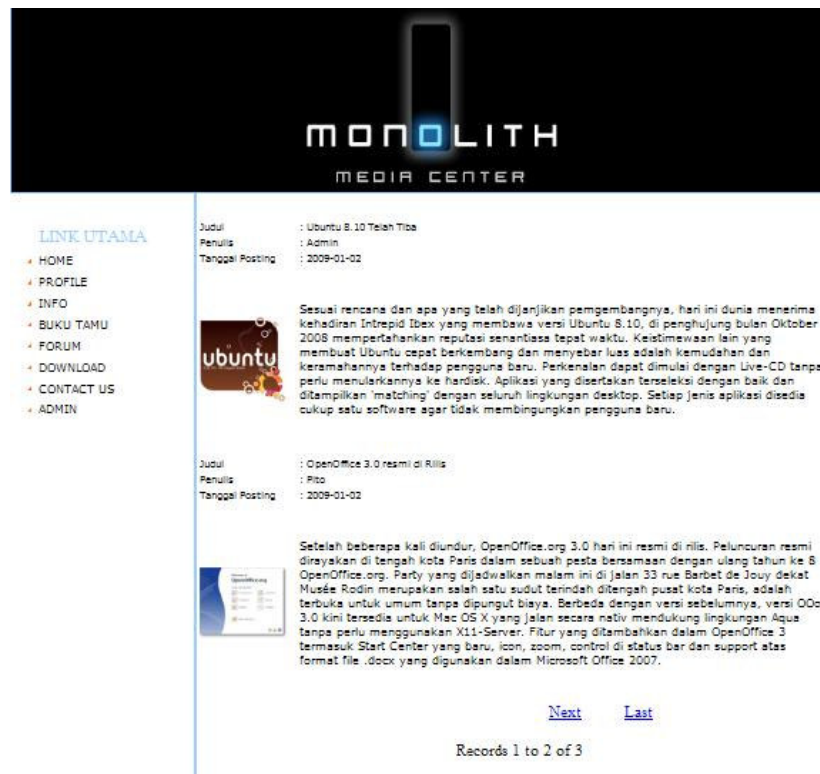 MONOLITH
MEDIA CENTER
LINK UTAMA
HOME
PROFILE
INFO
BUKU TAMU
FORUM
DOWNLOAD
CONTACT US
ADMIN
Judul : Ubuntu 8.10 Telah Tiba
Penulis : Admin
Tanggal Posting : 2009-01-02
ubuntu
Sesuai rencana dan apa yang telah dijanjikan pemgembangnya, hari ini dunia menerima
kehadiran Intrepid Ibex yang membawa versi Ubuntu 8.10, di penghujung bulan Oktober
2008 mempertahankan reputasi senantiasa tepat waktu. Keistimewaan lain yang
membuat Ubuntu cepat berkembang dan menyebar luas adalah kemudahan dan
keramahannya terhadap pengguna baru. Perkenalan dapat dimulai dengan Live-CD tanpa
perlu menularkannya ke hardisk. Aplikasi yang disertakan terseleksi dengan baik dan
ditampilkan 'matching' dengan seluruh lingkungan desktop. Setiap jenis aplikasi disedia
cukup satu software agar tidak membingungkan pengguna baru.
Judul : OpenOffice 3.0 resmi di Rilis
Penulis : Pito
Tanggal Posting : 2009-01-02
Setelah beberapa kali diundur, OpenOffice.org 3.0 hari ini resmi di rilis. Peluncuran resmi
dirayakan di tengah kota Paris dalam sebuah pesta bersamaan dengan ulang tahun ke 8
OpenOffice.org. Party yang dijadwalkan malam ini di jalan 33 rue Barbet de Jouy dekat
Musée Rodin merupakan salah satu sudut terindah ditengah pusat kota Paris, adalah
terbuka untuk umum tanpa dipungut biaya. Berbeda dengan versi sebelumnya, versi OOo
3.0 kini tersedia untuk Mac OS X yang jalan secara nativ mendukung lingkungan Aqua
tanpa perlu menggunakan X11-Server. Fitur yang ditambahkan dalam OpenOffice 3
termasuk Start Center yang baru, icon, zoom, control di status bar dan support atas
format file .docx yang digunakan dalam Microsoft Office 2007.
Next Last
Records 1 to 2 of 3